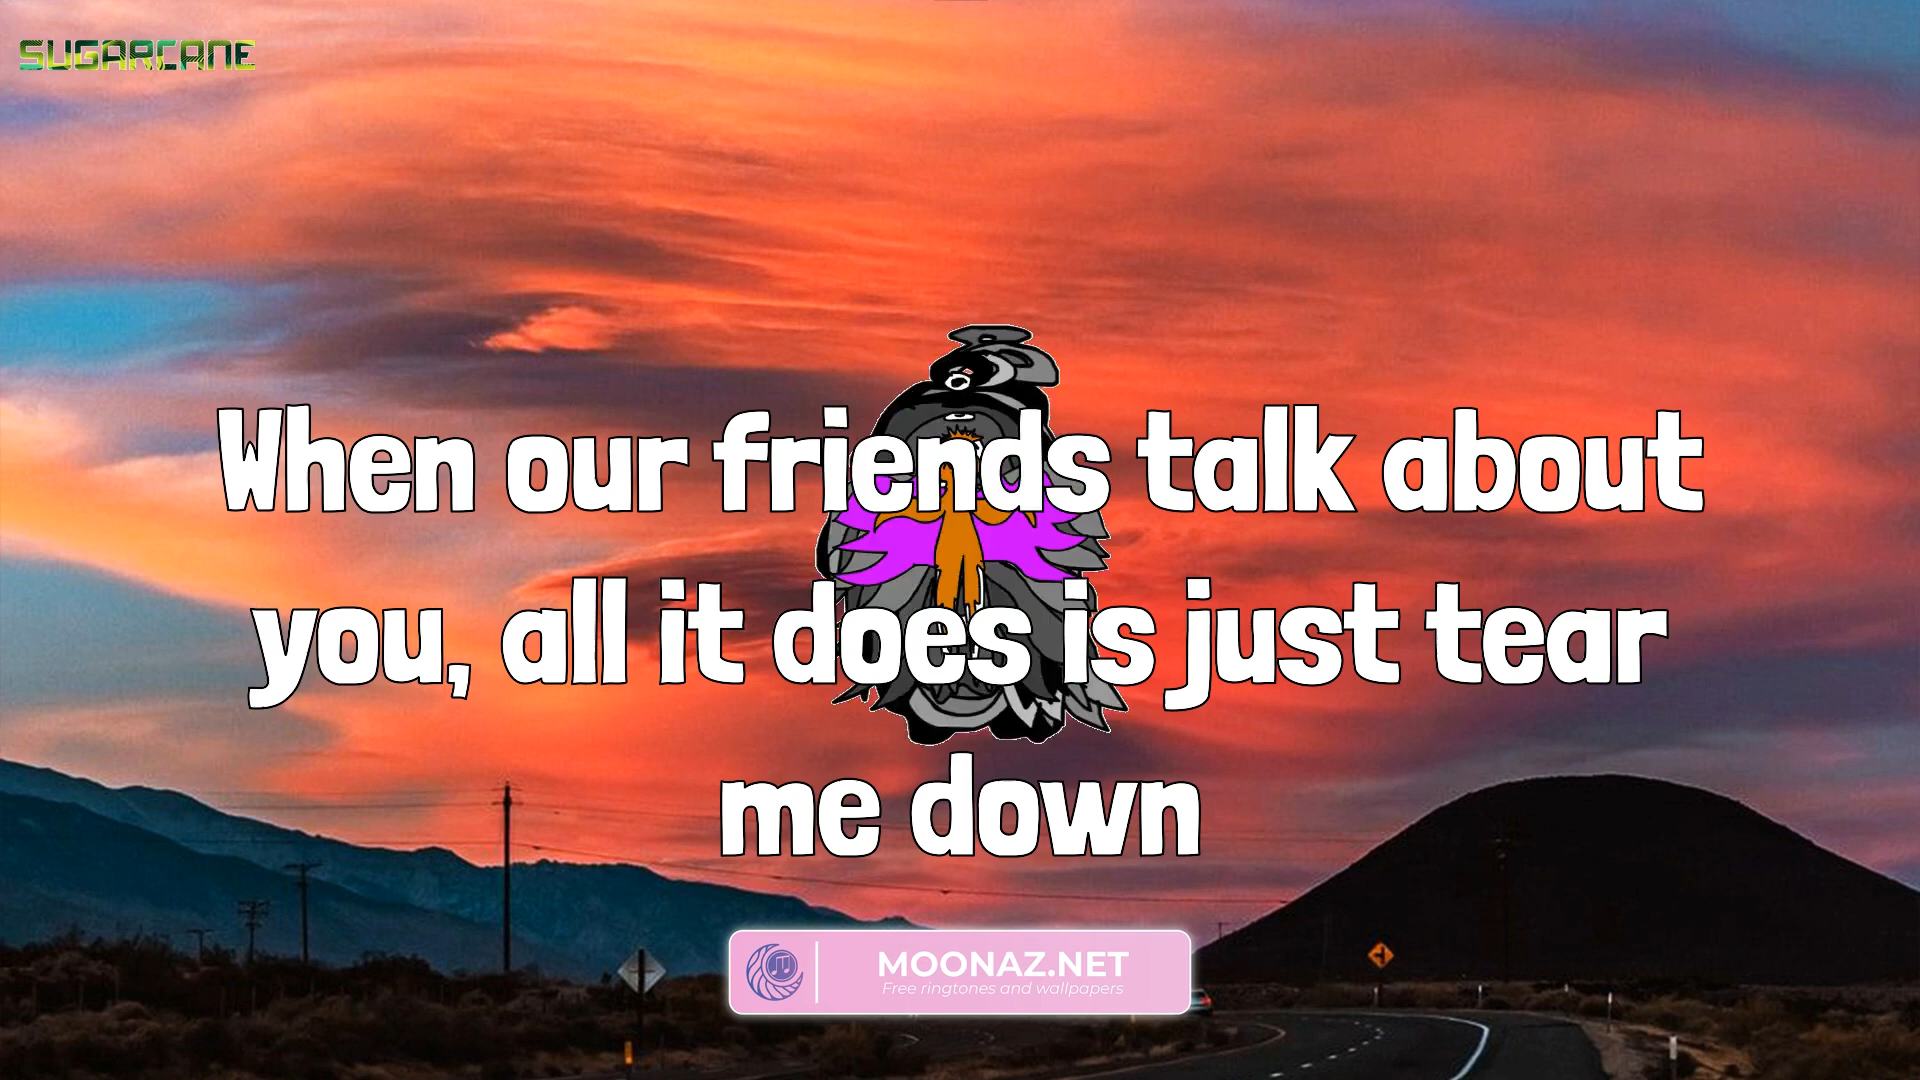 SUGARCANE
When our friends talk about
you, all it does is just tear
me down
MOONAZ.NET
Free ringtones and wallpapers